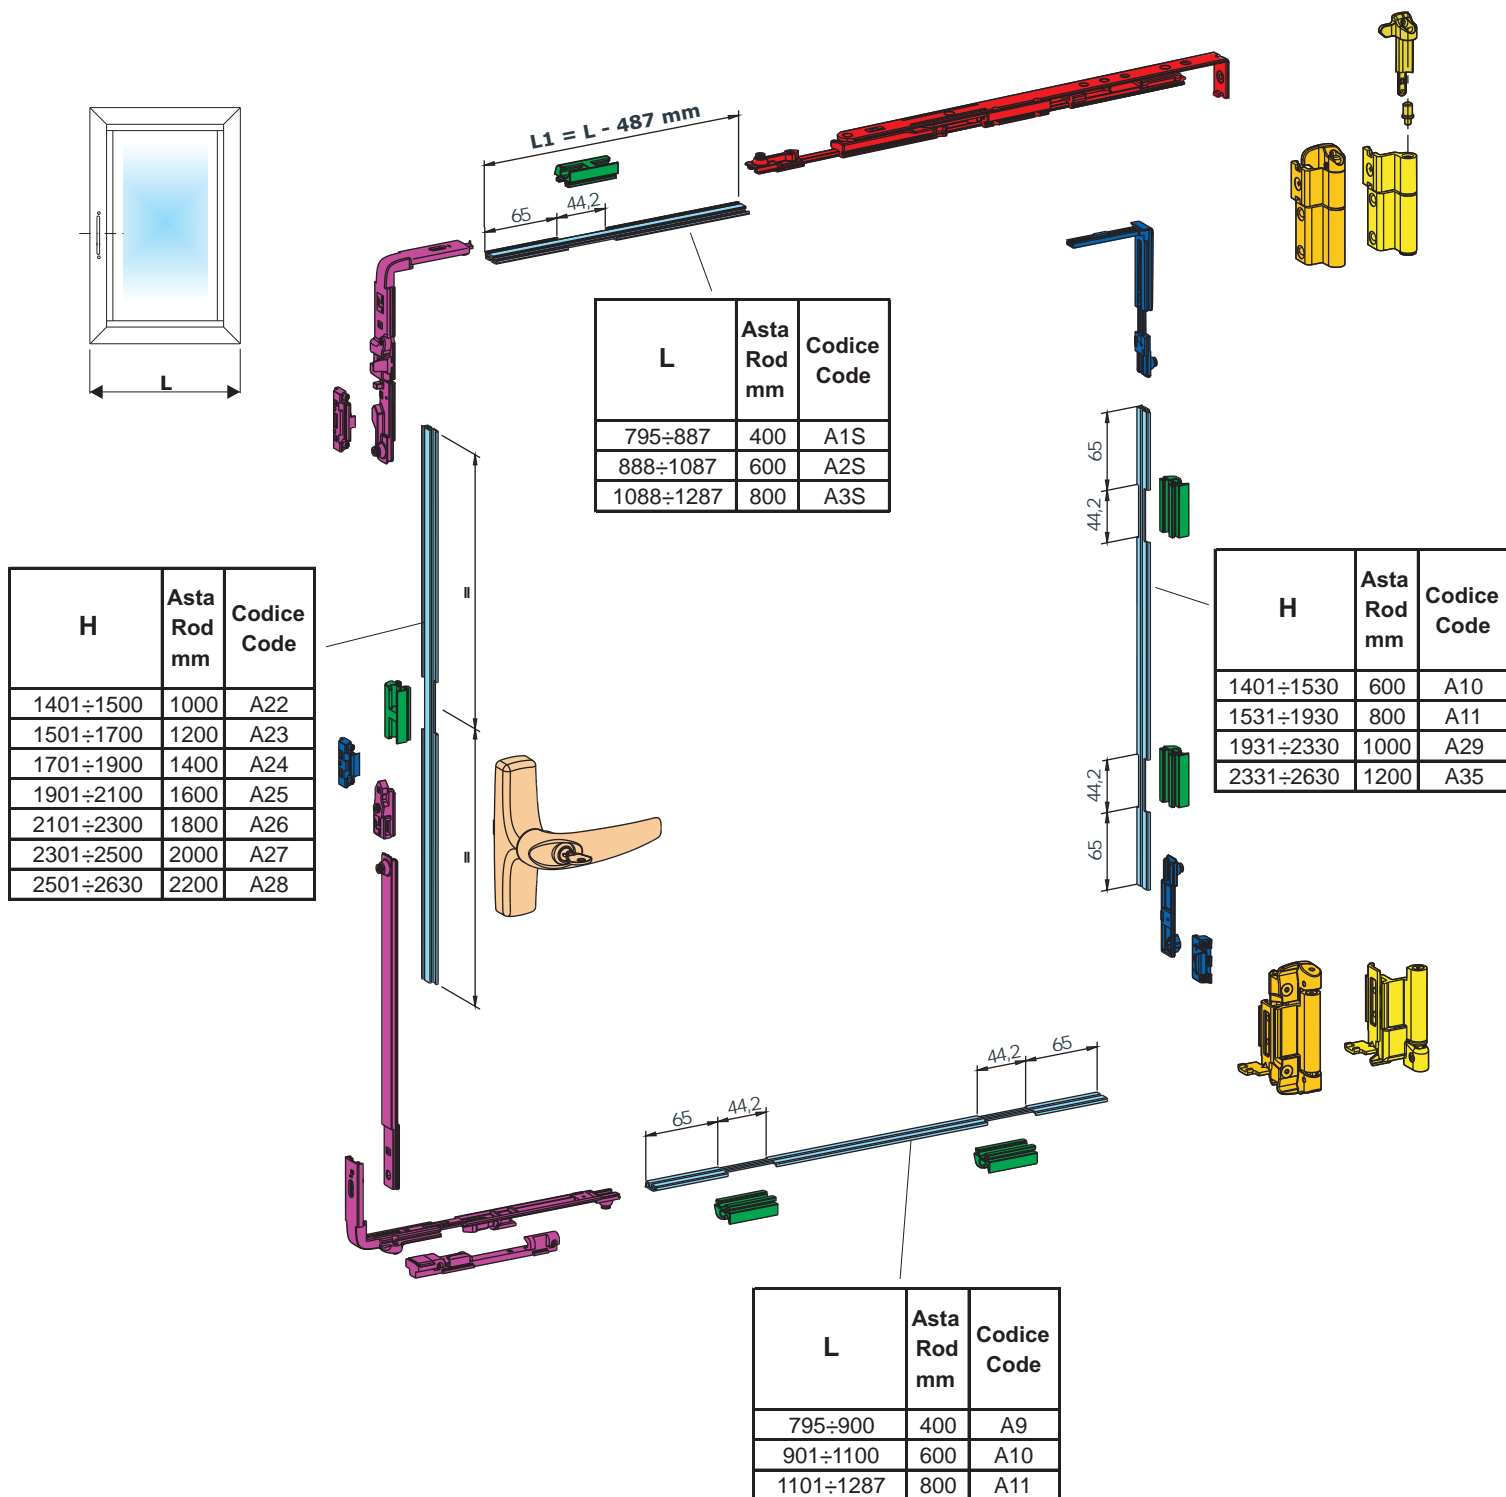 L1 = L - 487 mm
65
44,2
L
L
Asta Rod mm
Codice Code
795÷887 400 A1S
888÷1087 600 A2S
1088÷1287 800 A3S
65
44,2
=
=
H
Asta Rod mm
Codice Code
1401÷1500 1000 A22
1501÷1700 1200 A23
1701÷1900 1400 A24
1901÷2100 1600 A25
2101÷2300 1800 A26
2301÷2500 2000 A27
2501÷2630 2200 A28
H
Asta Rod mm
Codice Code
1401÷1530 600 A10
1531÷1930 800 A11
1931÷2330 1000 A29
2331÷2630 1200 A35
44,2
65
65
44,2
44,2
65
L
Asta Rod mm
Codice Code
795÷900 400 A9
901÷1100 600 A10
1101÷1287 800 A11